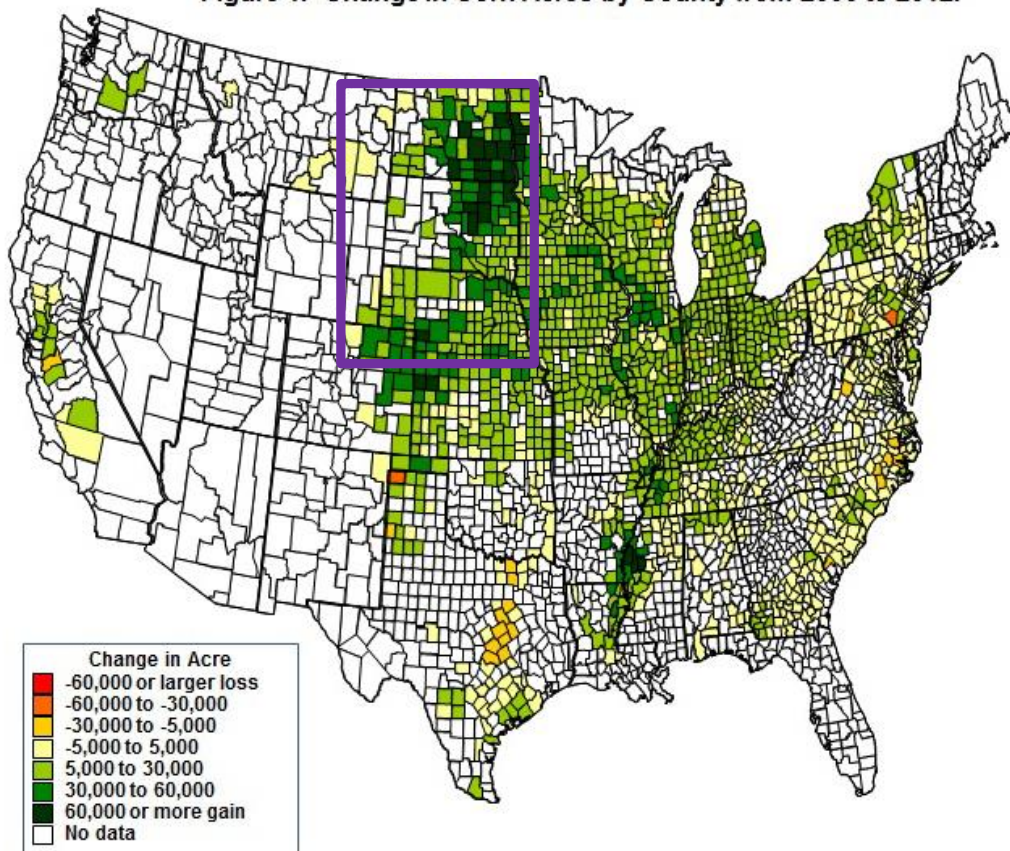 Change in Acre
-60,000 or larger loss
-60,000 to -30,000
-30,000 to -5,000
-5,000 to 5,000
5,000 to 30,000
30,000 to 60,000
60,000 or more gain
No data